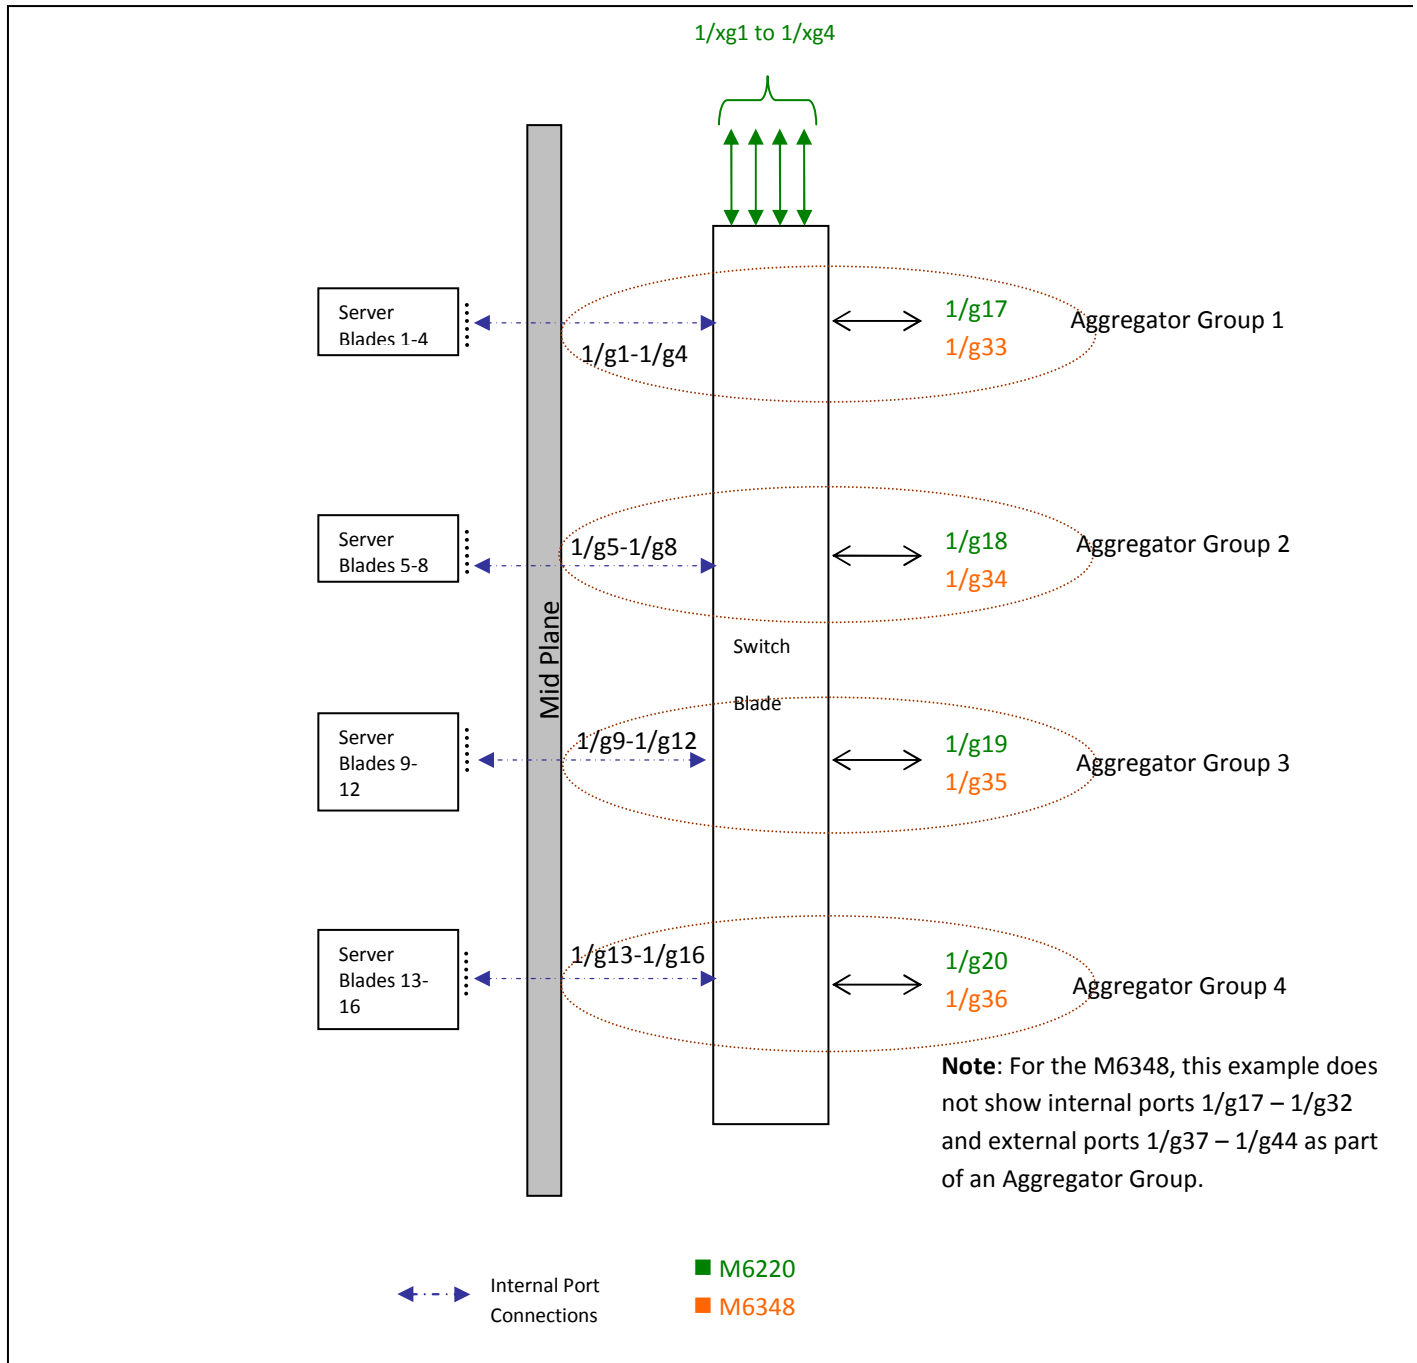 1/xg1 to 1/xg4
Server
Blades 1-4
1/g1-1/g4
1/g17
1/g33
Aggregator Group 1
Server
Blades 5-8
1/g5-1/g8
1/g18
1/g34
Aggregator Group 2
Mid Plane
Switch
Blade
Server
Blades 9-
12
1/g9-1/g12
1/g19
1/g35
Aggregator Group 3
Server
Blades 13-
16
1/g13-1/g16
1/g20
1/g36
Aggregator Group 4
Note: For the M6348, this example does
not show internal ports 1/g17 – 1/g32
and external ports 1/g37 – 1/g44 as part
of an Aggregator Group.
Internal Port
Connections
M6220
M6348